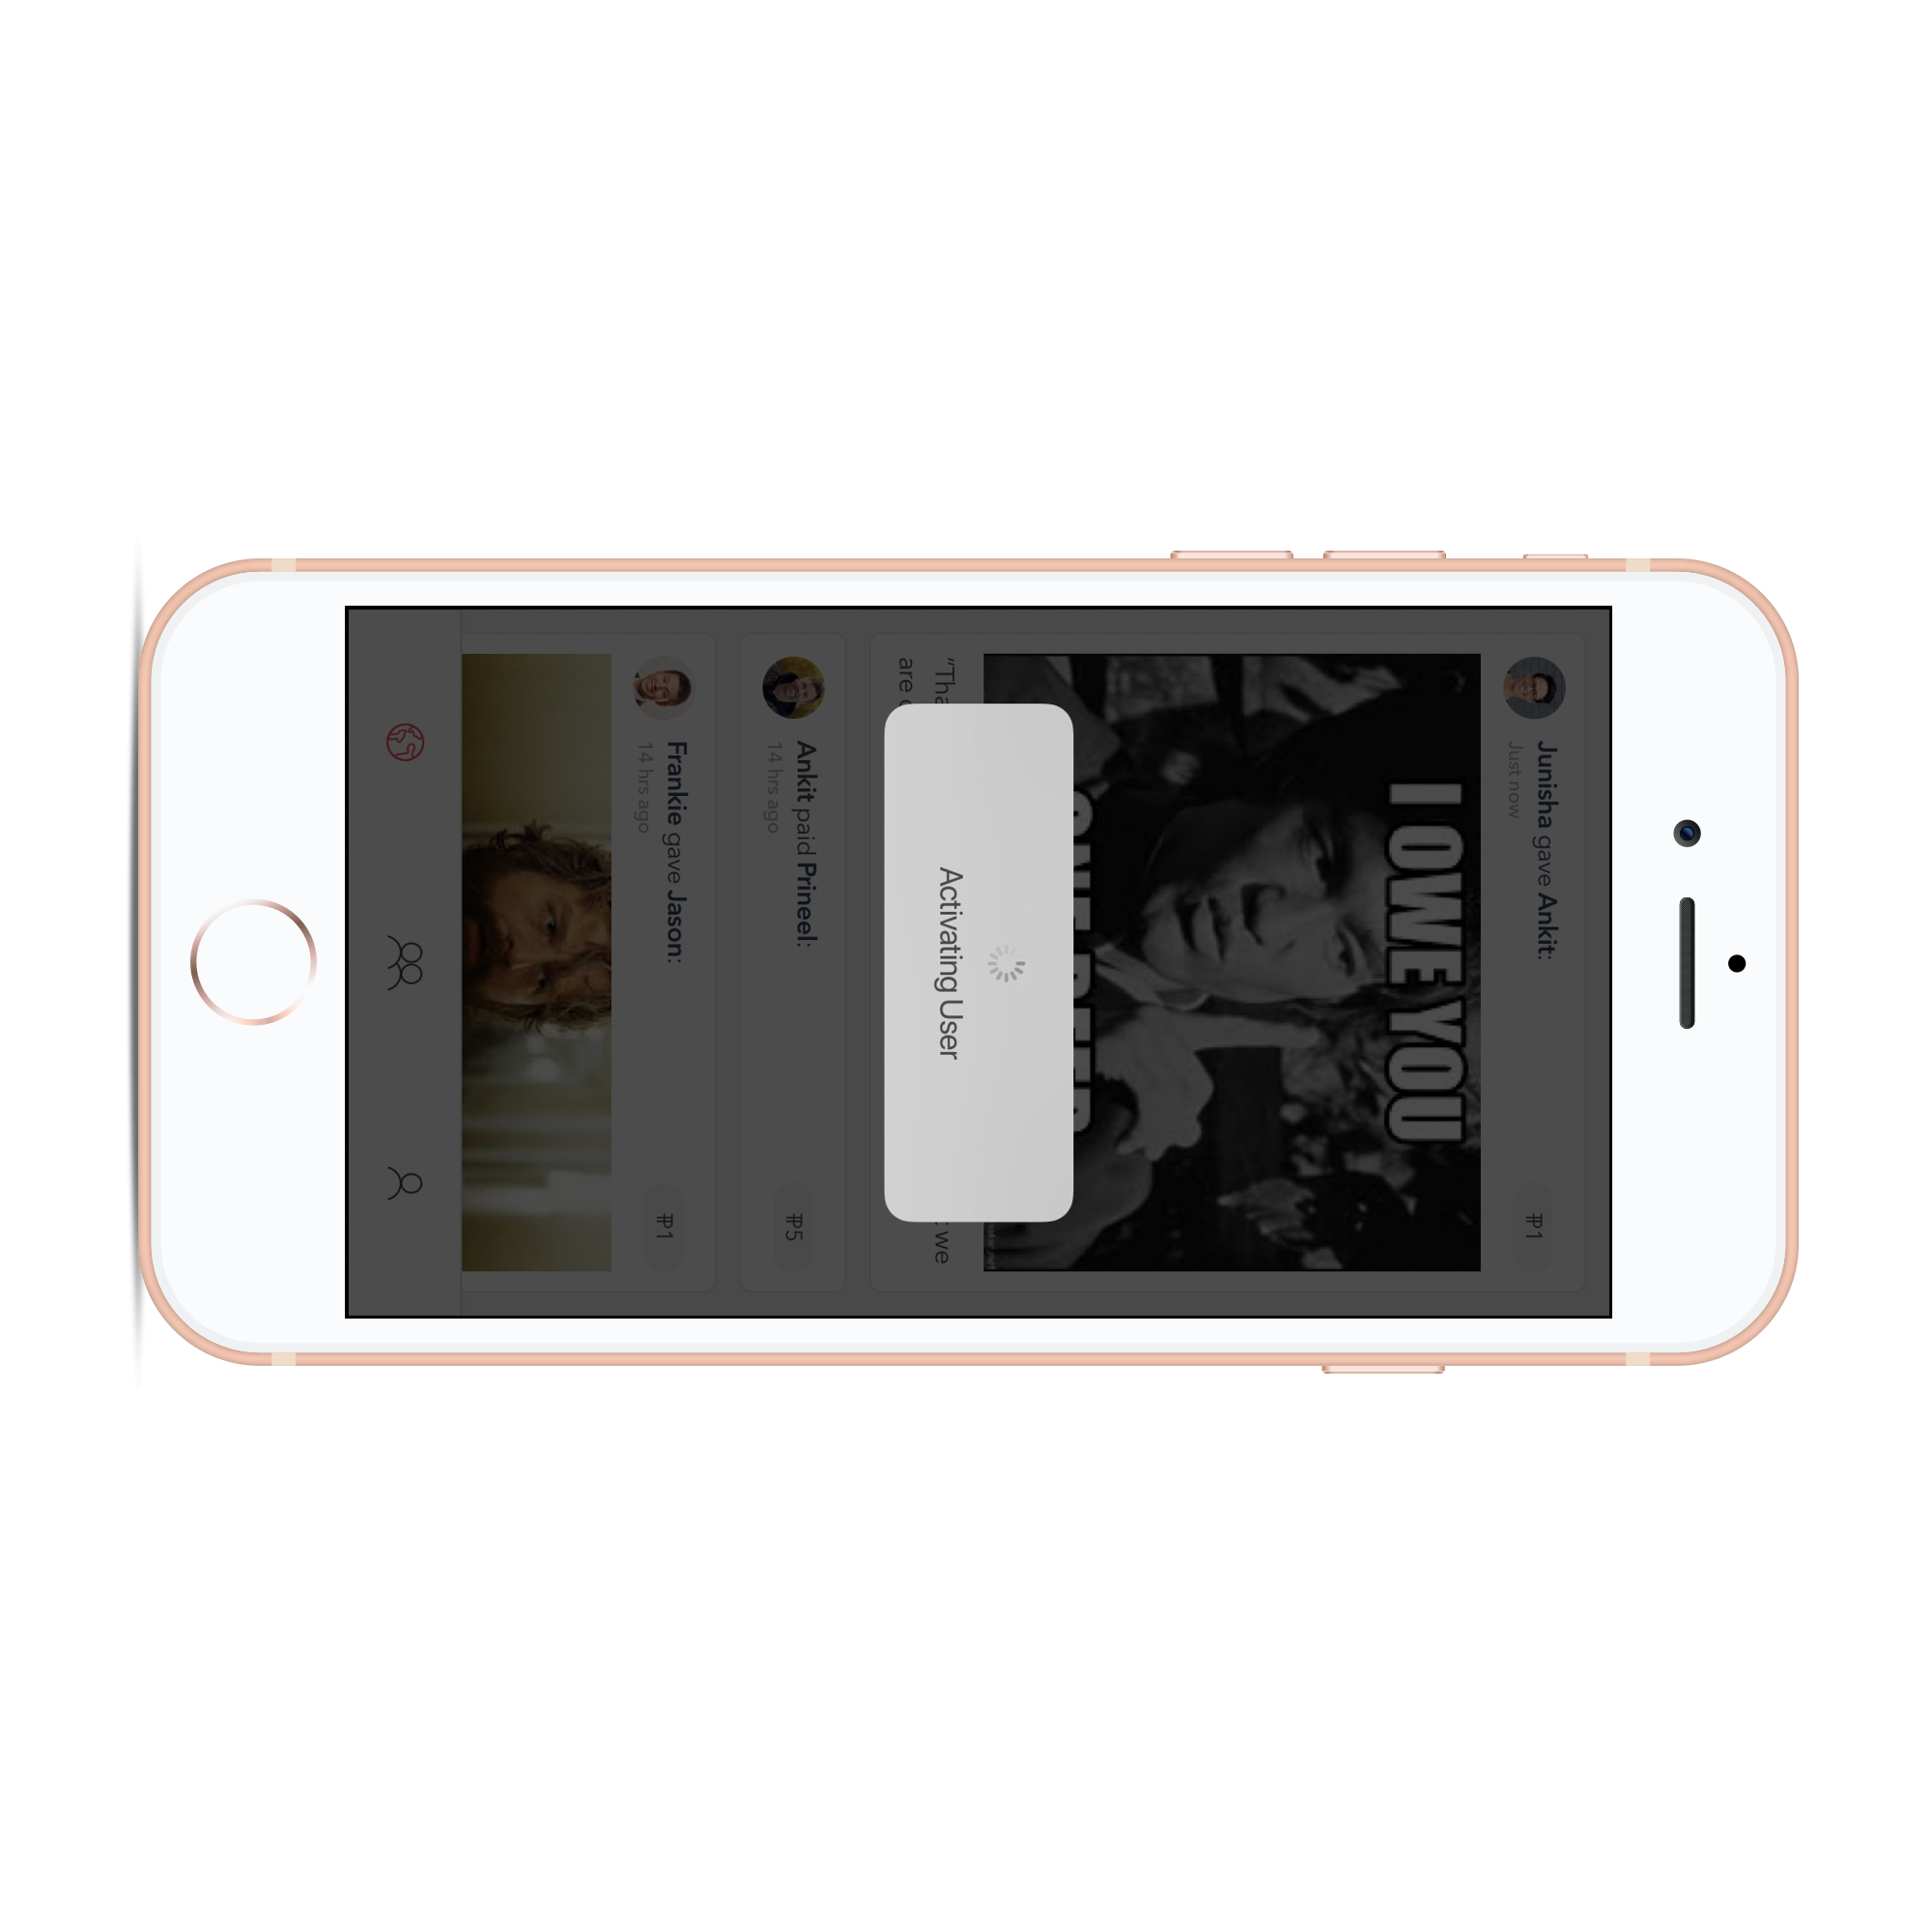 Junisha gave Ankit:
Just now
₱1
I OWE YOU
“Tha
we
are
Activating User
Ankit paid Prineel:
14 hrs ago
₱5
Frankie gave Jason:
14 hrs ago
₱1